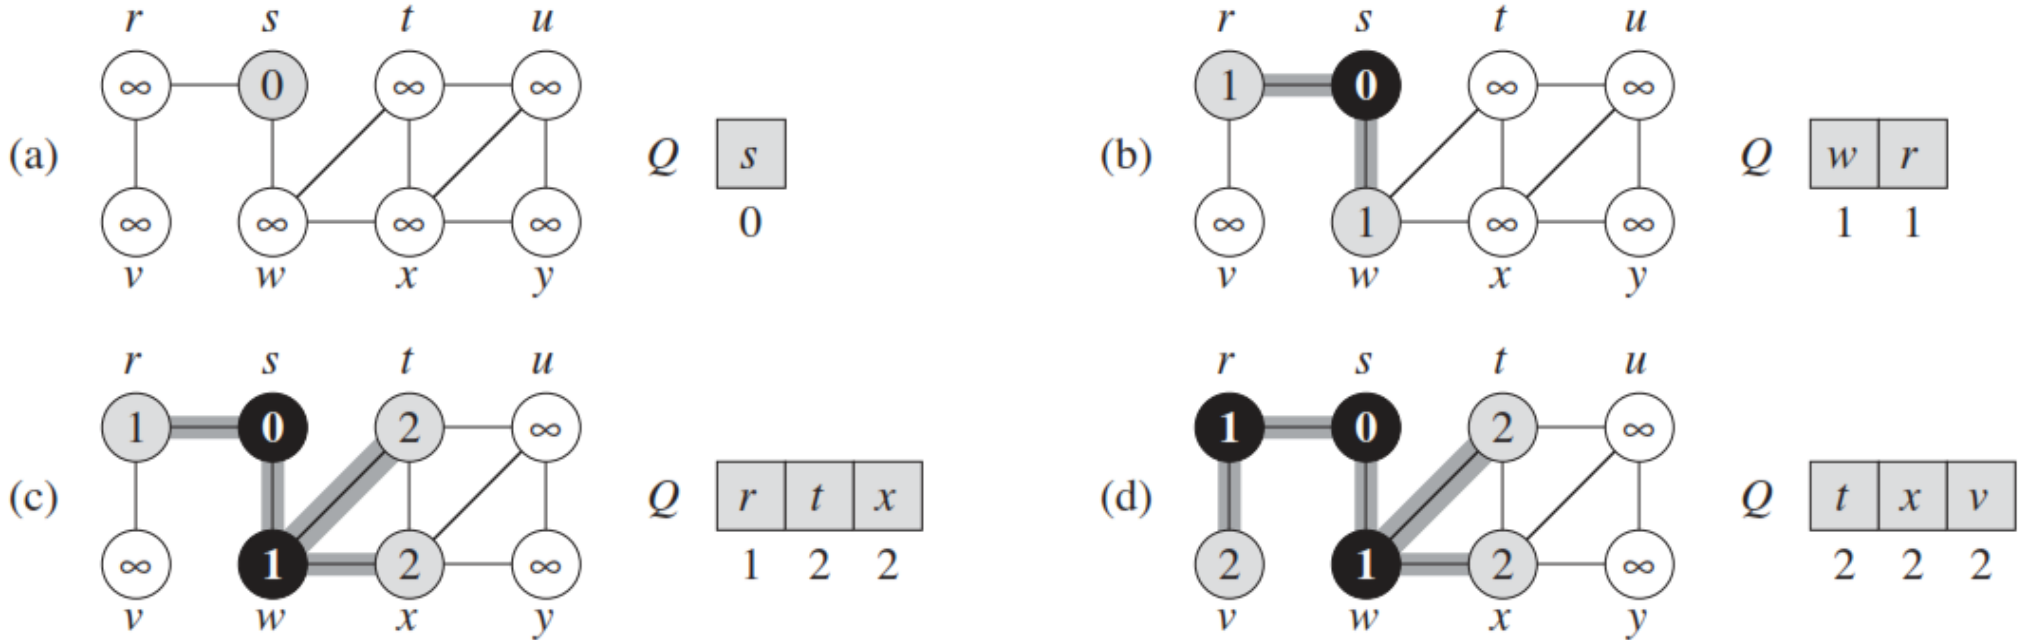 r s t u r s t u
∞ 0 ∞ ∞ 1 0 ∞ ∞
(a) Q s (b) Q w r
0 1 1
∞ ∞ ∞ ∞ ∞ 1 ∞ ∞
v w x y v w x y
r s t u r s t u
1 0 2 ∞ 1 0 2 ∞
(c) Q r t x (d) Q t x v
1 2 2 2 2 2
∞ 1 2 ∞ 2 1 2 ∞
v w x y v w x y